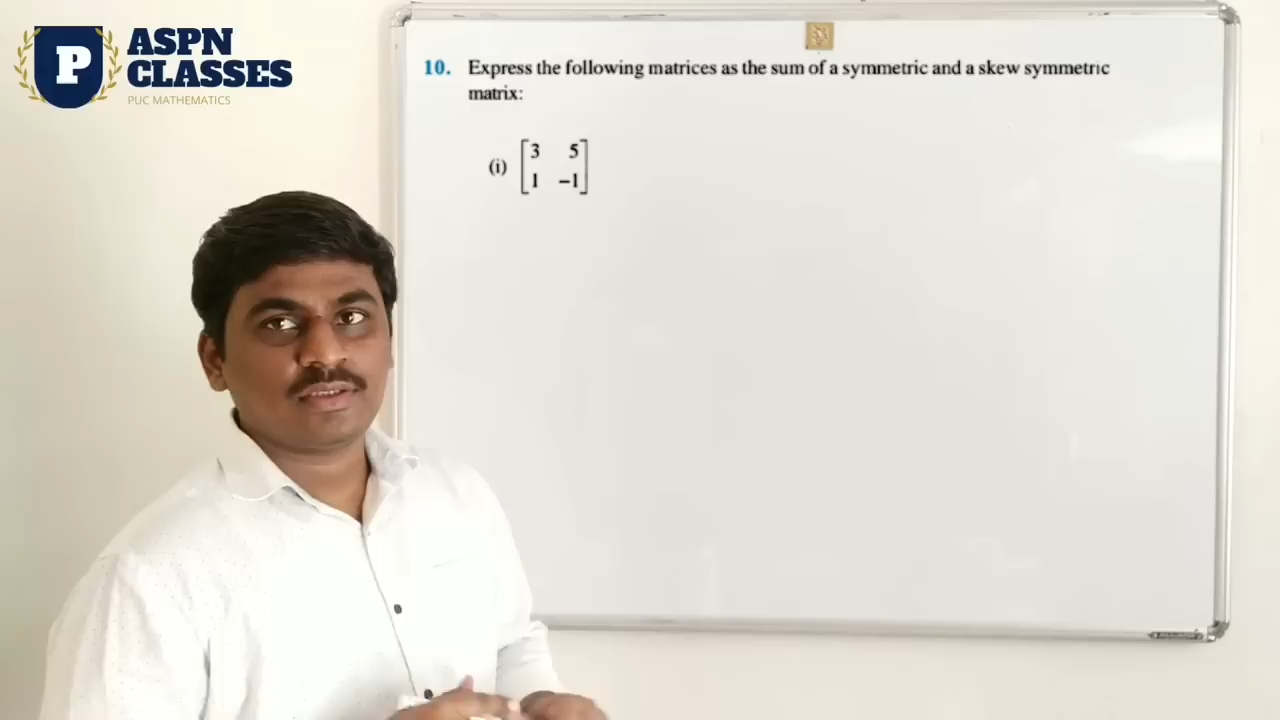 P
ASPN
CLASSES
PUC MATHEMATICS
10. Express the following matrices as the sum of a symmetric and a skew symmetric
matrix:
(i) [3 5]
[1 −1]